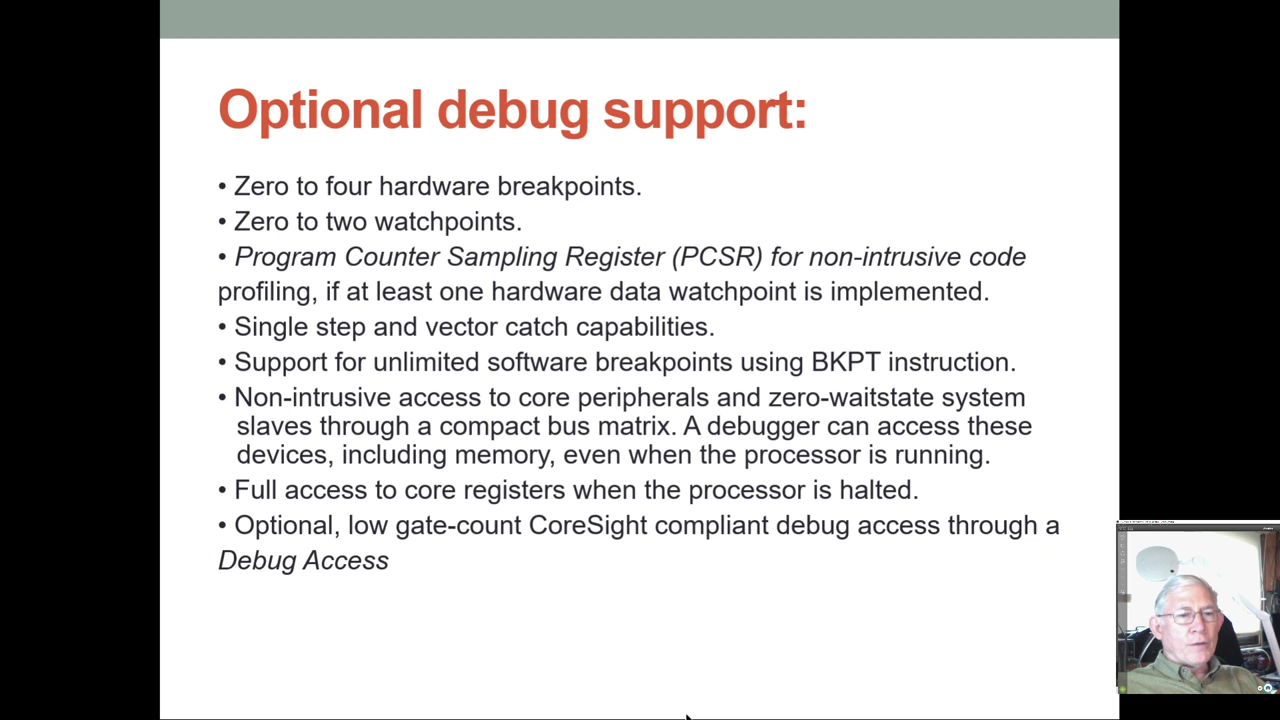 Optional debug support:
• Zero to four hardware breakpoints.
• Zero to two watchpoints.
• Program Counter Sampling Register (PCSR) for non-intrusive code
profiling, if at least one hardware data watchpoint is implemented.
• Single step and vector catch capabilities.
• Support for unlimited software breakpoints using BKPT instruction.
• Non-intrusive access to core peripherals and zero-waitstate system
slaves through a compact bus matrix. A debugger can access these
devices, including memory, even when the processor is running.
• Full access to core registers when the processor is halted.
• Optional, low gate-count CoreSight compliant debug access through a
Debug Access